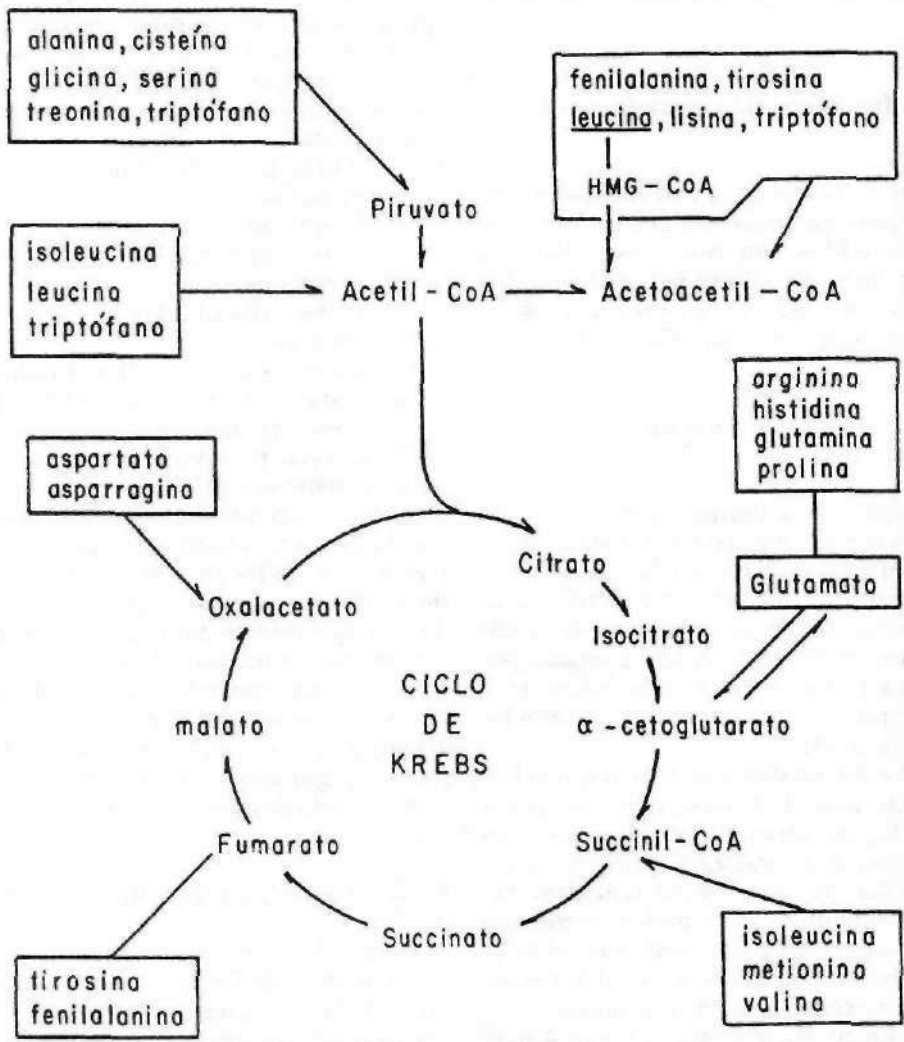 alanina, cisteína
glicina, serina
treonina, triptófano
fenilalanina, tirosina
leucina, lisina, triptófano
HMG-CoA
Piruvato
isoleucina
leucina
triptófano
Acetil-CoA
Acetoacetil-CoA
arginina
histidina
glutamina
prolina
aspartato
asparragina
Citrato
Glutamato
Oxalacetato
Isocitrato
CICLO
DE
KREBS
malato
α-cetoglutarato
Fumarato
Succinil-CoA
Succinato
tirosina
fenilalanina
isoleucina
metionina
valina